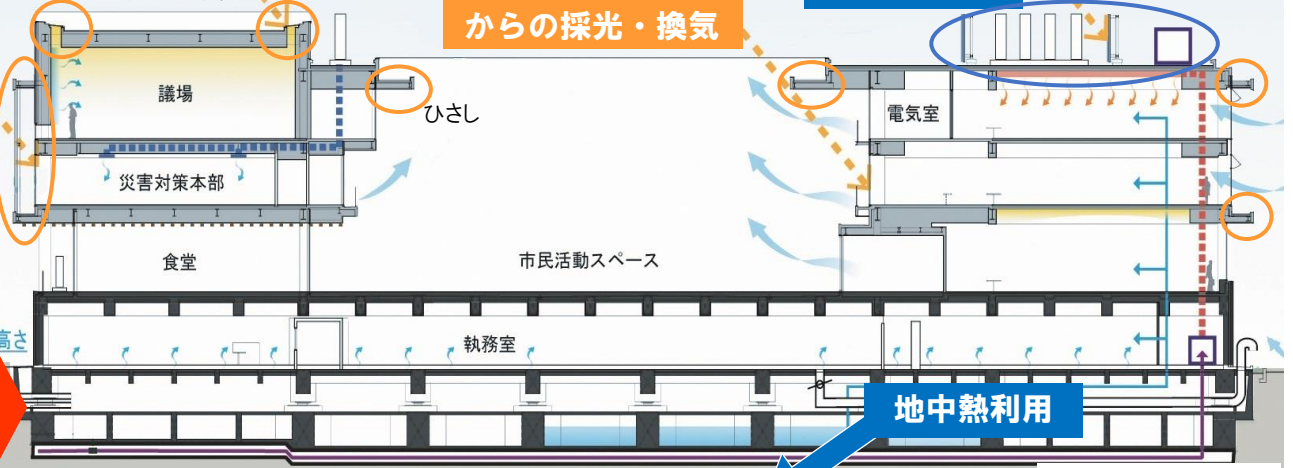 からの採光・換気
議場
ひさし
電気室
災害対策本部
食堂
市民活動スペース
高さ
執務室
地中熱利用